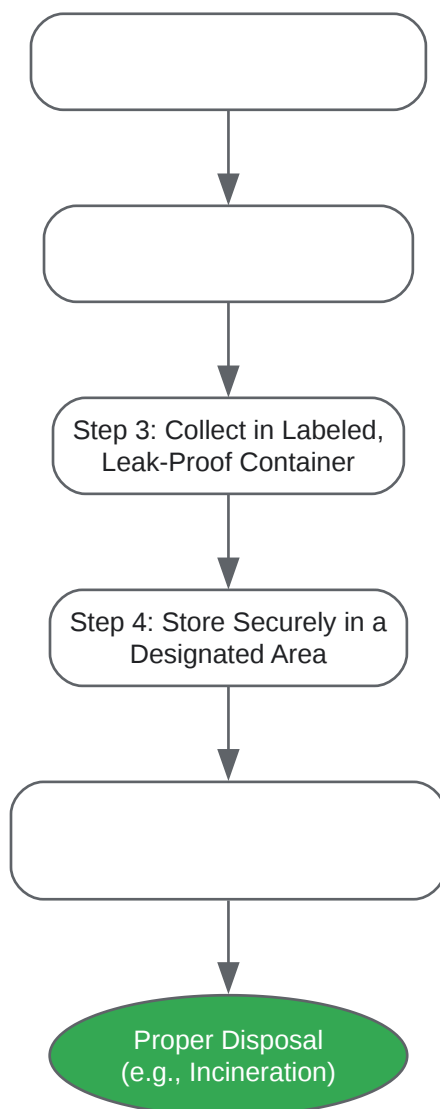 Step 3: Collect in Labeled,
Leak-Proof Container
Step 4: Store Securely in a
Designated Area
Proper Disposal
(e.g., Incineration)